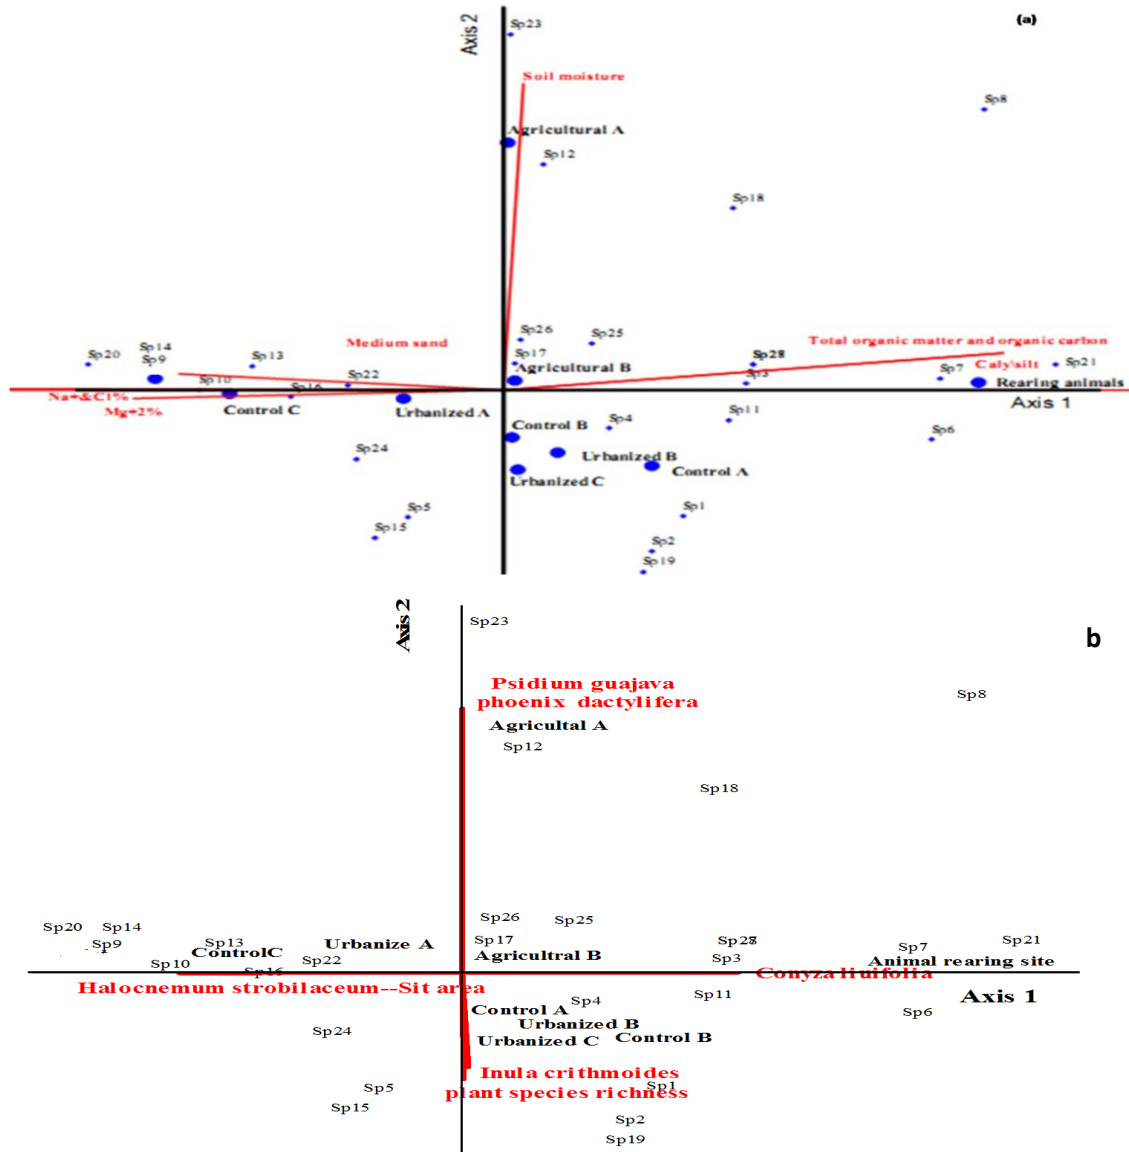 Sp23
(a)
Axis 2
Soil moisture
Sp8
Agricultural A
Sp12
Sp18
Sp26
Sp25
Medium sand
Total organic matter and organic carbon
Sp14
Sp20
Sp9
Sp13
Sp17
Sp28
Caly\silt
Sp21
Agricultural B
Sp22
Sp10
Sp16
Sp3
Sp7
Rearing animals
Na+&Cl%
Mg+2%
Control C
Urbanized A
Axis 1
Control B
Sp4
Sp11
Sp6
Sp24
Urbanized B
Control A
Urbanized C
Sp5
Sp15
Sp1
Sp2
Sp19
Axis 2
Sp23
b
Psidium guajava
phoenix dactylifera
Sp8
Agricultal A
Sp12
Sp18
Sp26
Sp25
Sp20
Sp14
Sp9
Sp13
Urbanize A
Sp17
Sp28
Sp7
Sp21
ControlC
Sp10
Sp22
Agricultral B
Sp3
Animal rearing site
Sp16
Conyza liuifolia
Halocnemum strobilaceum--Sit area
Axis 1
Sp4
Sp11
Sp6
Control A
Urbanized B
Sp24
Urbanized C
Control B
Inula crithmoides
Sp5
Sp1
plant species richness
Sp15
Sp2
Sp19